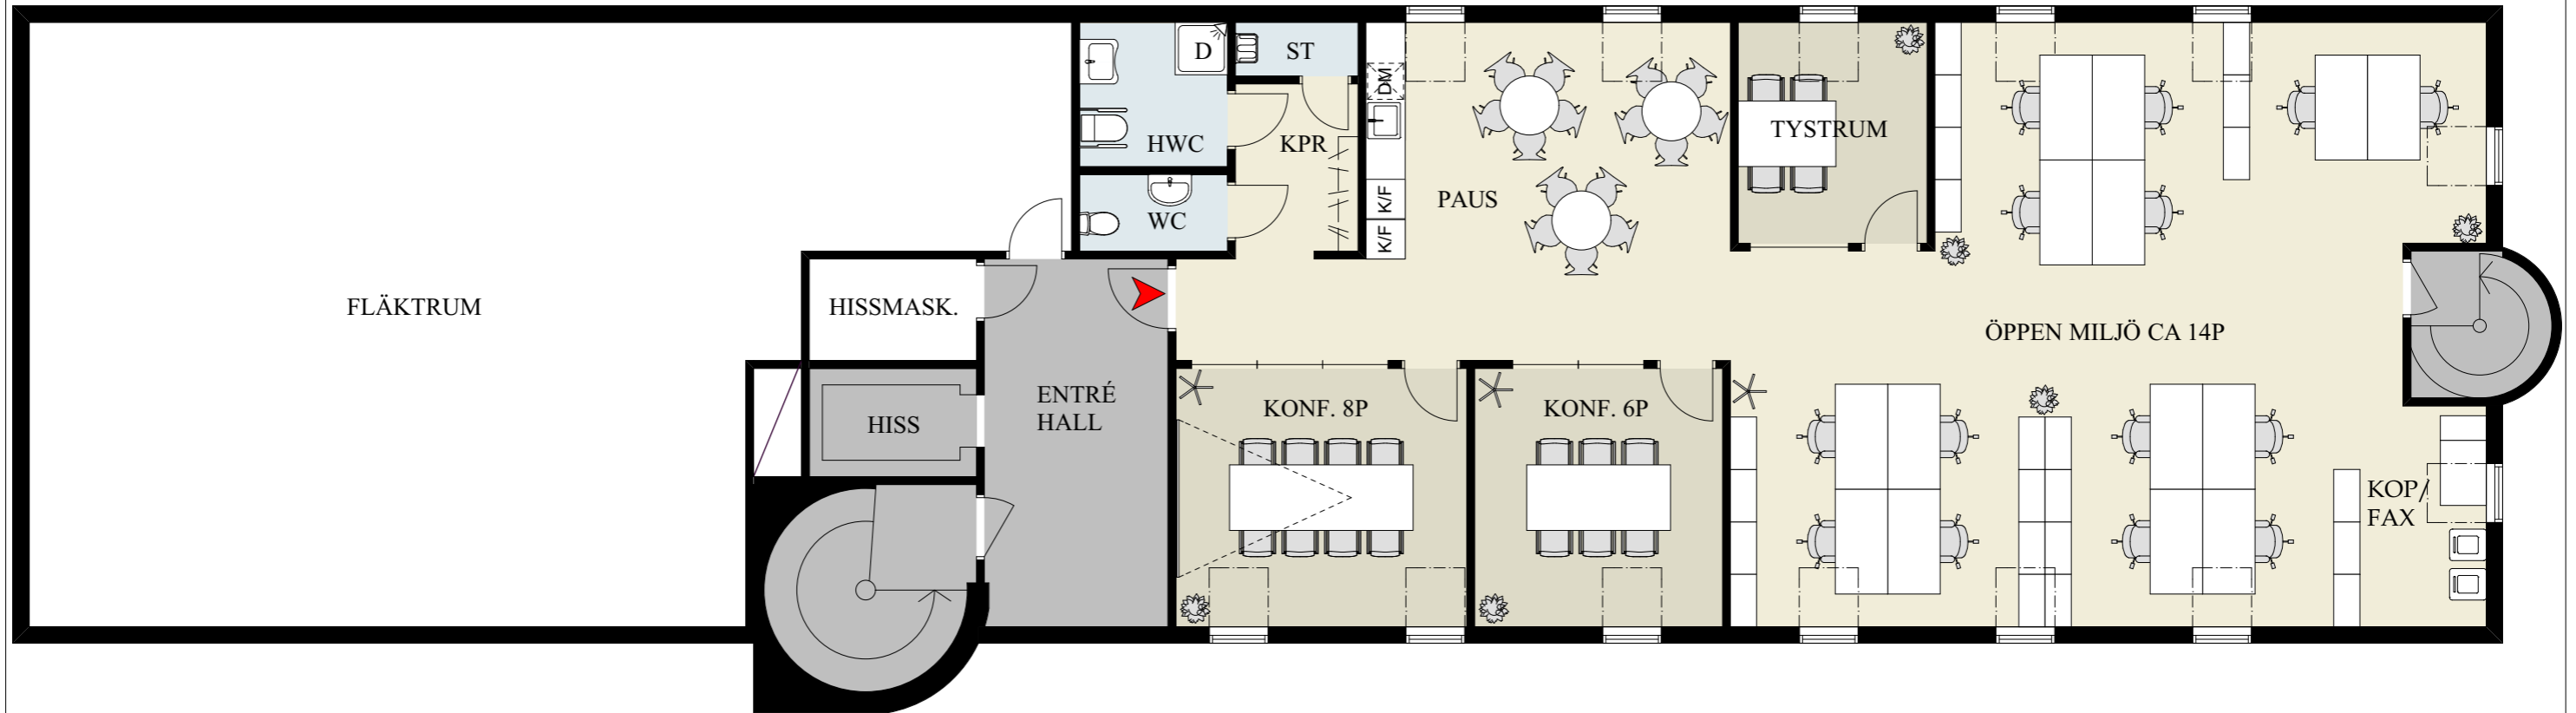 D
ST
DM
HWC
KPR
TYSTRUM
K/F
PAUS
WC
K/F
FLÄKTRUM
HISSMASK.
ÖPPEN MILJÖ CA 14P
ENTRÉ
HALL
KONF. 8P
KONF. 6P
HISS
KOP/
FAX